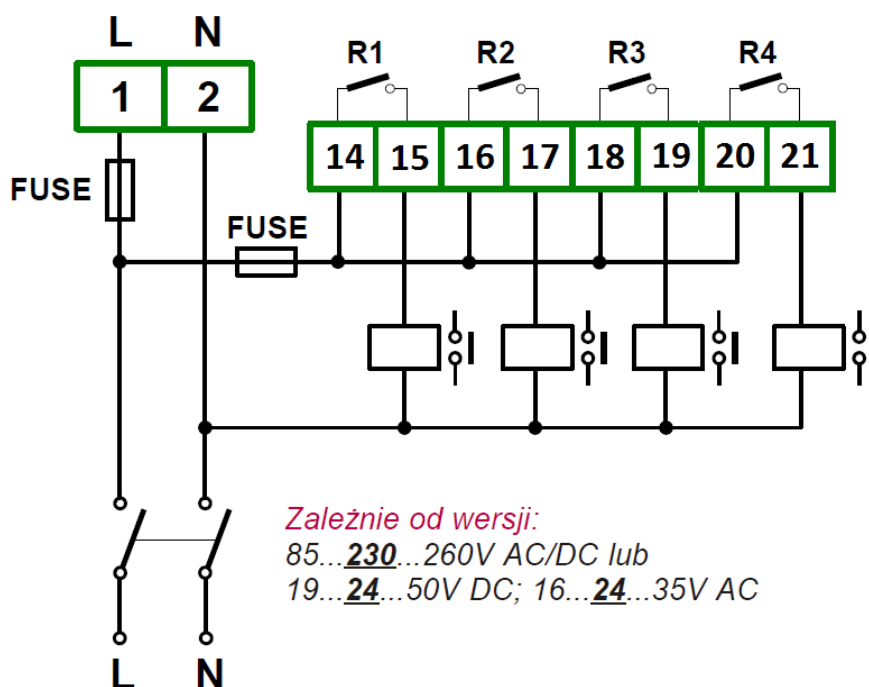 L N
1 2
R1 R2 R3 R4
14 15 16 17 18 19 20 21
FUSE
FUSE
Zależnie od wersji:
85...230...260V AC/DC lub
19...24...50V DC; 16...24...35V AC
L N